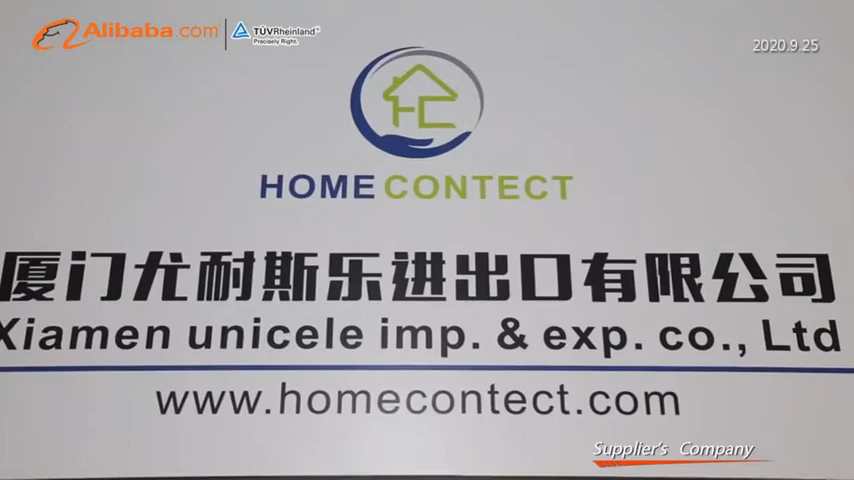 Alibaba.com®
TÜVRheinland®
Precisely Right.
2020.9.25
HC
HOME CONTECT
厦门尤耐斯乐进出口有限公司
Xiamen unicele imp. & exp. co., Ltd
www.homecontect.com
Supplier's Company